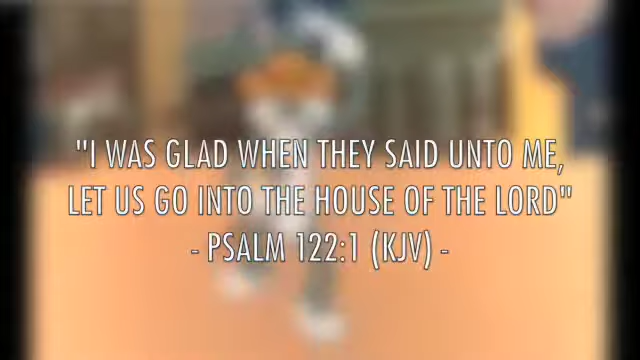 "I WAS GLAD WHEN THEY SAID UNTO ME,
LET US GO INTO THE HOUSE OF THE LORD"
- PSALM 122:1 (KJV) -